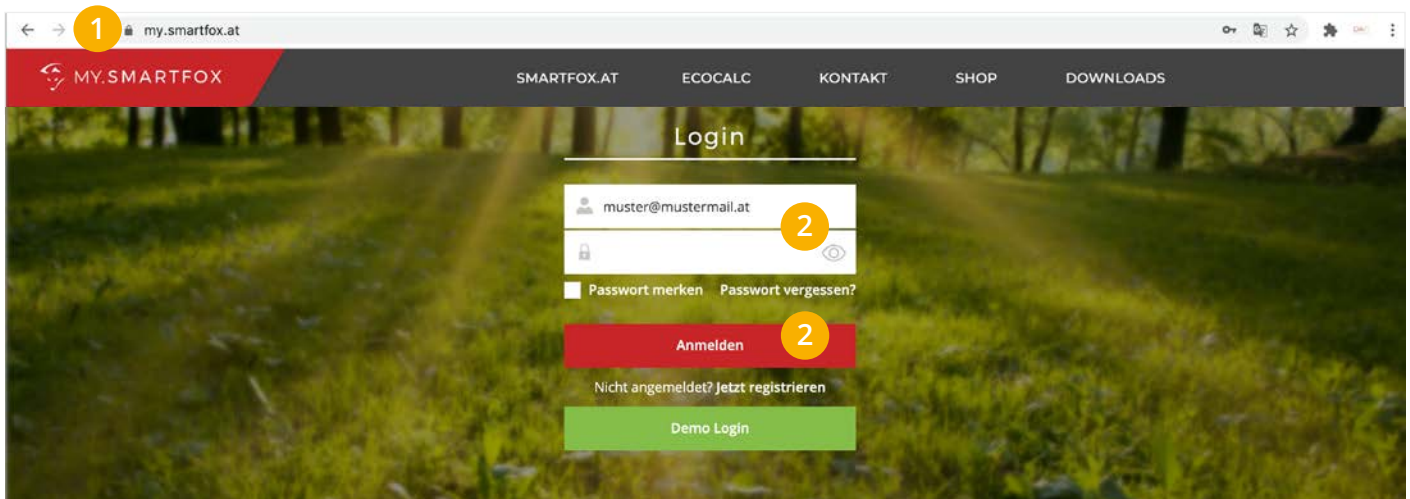 1 my.smartfox.at
MY.SMARTFOX SMARTFOX.AT ECOCALC KONTAKT SHOP DOWNLOADS
Login
muster@mustermail.at
2
Passwort merken Passwort vergessen?
Anmelden 2
Nicht angemeldet? Jetzt registrieren
Demo Login